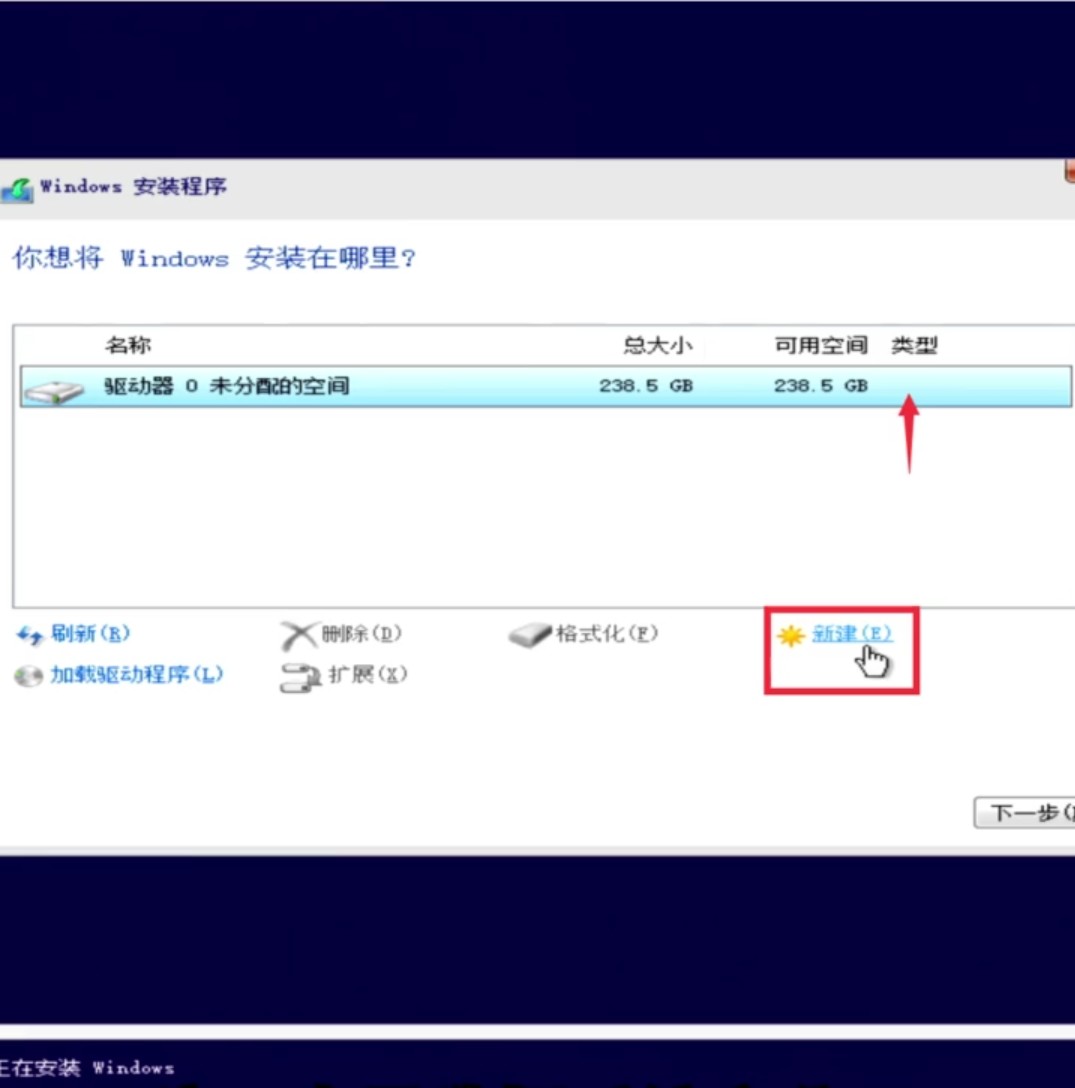 Windows 安装程序
你想将 Windows 安装在哪里?
名称 总大小 可用空间 类型
驱动器 0 未分配的空间 238.5 GB 238.5 GB
刷新(R) 删除(D) 格式化(F) 新建(E)
加载驱动程序(L) 扩展(X)
下一步(
正在安装 Windows